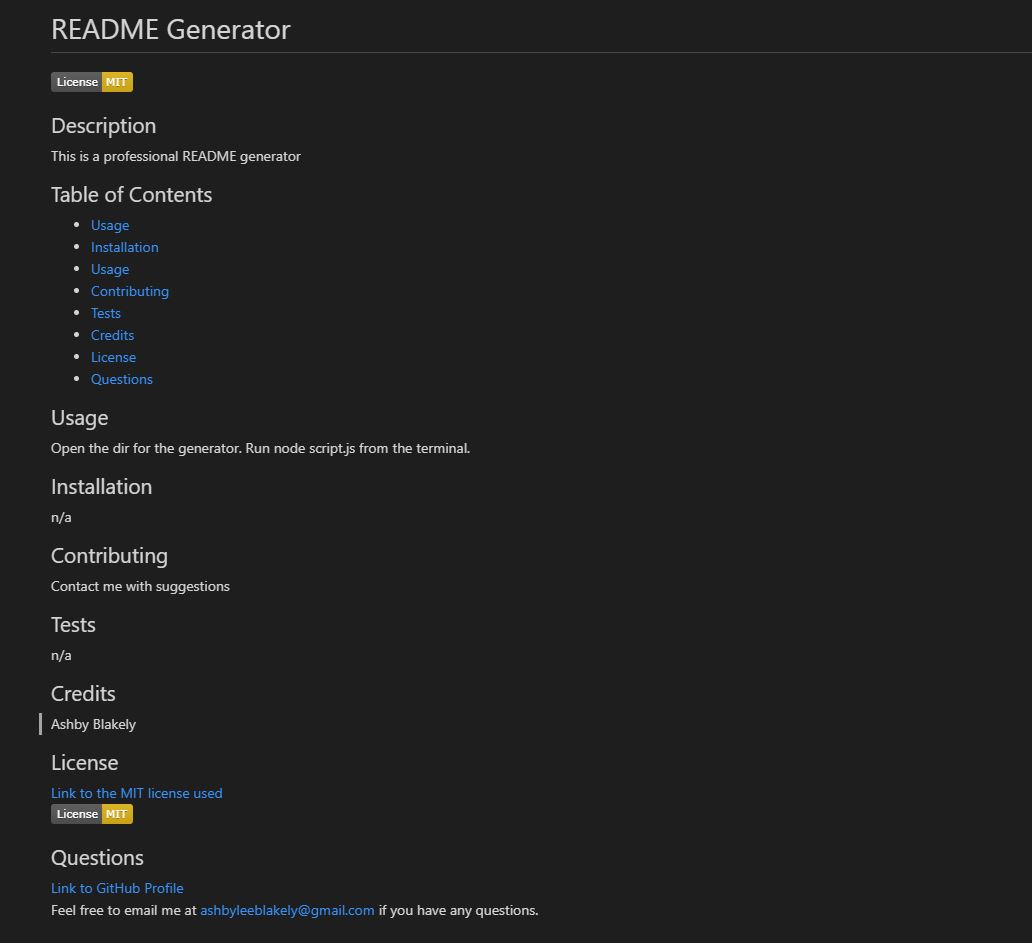 README Generator
License MIT
Description
This is a professional README generator
Table of Contents
Usage
Installation
Usage
Contributing
Tests
Credits
License
Questions
Usage
Open the dir for the generator. Run node script.js from the terminal.
Installation
n/a
Contributing
Contact me with suggestions
Tests
n/a
Credits
Ashby Blakely
License
Link to the MIT license used
License MIT
Questions
Link to GitHub Profile
Feel free to email me at ashbyleeblakely@gmail.com if you have any questions.